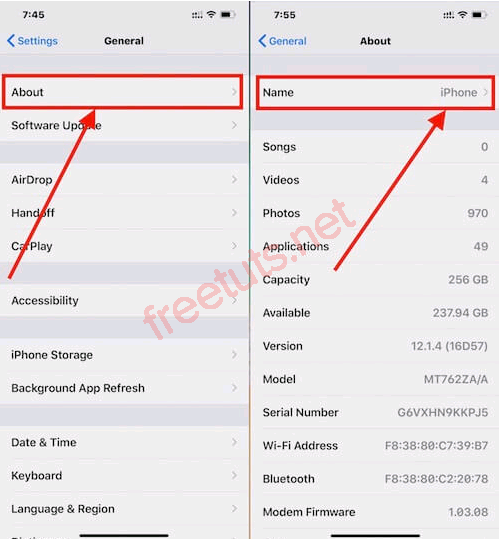 7:45
Settings
General
About
Software Update
AirDrop
Handoff
CarPlay
Accessibility
iPhone Storage
Background App Refresh
Date & Time
Keyboard
Language & Region
7:55
General
About
Name iPhone
Songs 0
Videos 4
Photos 970
Applications 49
Capacity 256 GB
Available 237.94 GB
Version 12.1.4 (16D57)
Model MT762ZA/A
Serial Number G6VXHN9KKPJ5
Wi-Fi Address F8:38:80:C7:39:B7
Bluetooth F8:38:80:C2:20:78
Modem Firmware 1.03.08
freetuts.net